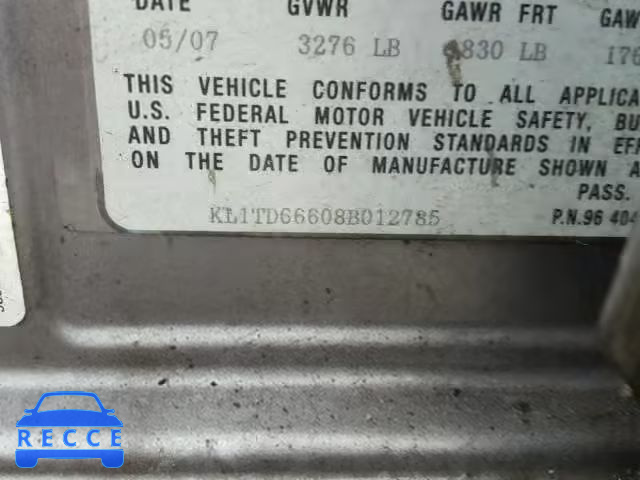 DATE GVWR GAWR FRT GAW
05/07 3276 LB 1830 LB 176
THIS VEHICLE CONFORMS TO ALL APPLICA
U.S. FEDERAL MOTOR VEHICLE SAFETY, BU
AND THEFT PREVENTION STANDARDS IN EFF
ON THE DATE OF MANUFACTURE SHOWN A
PASS.
KL1TD66608B012785 P.N.96 404
RECCE